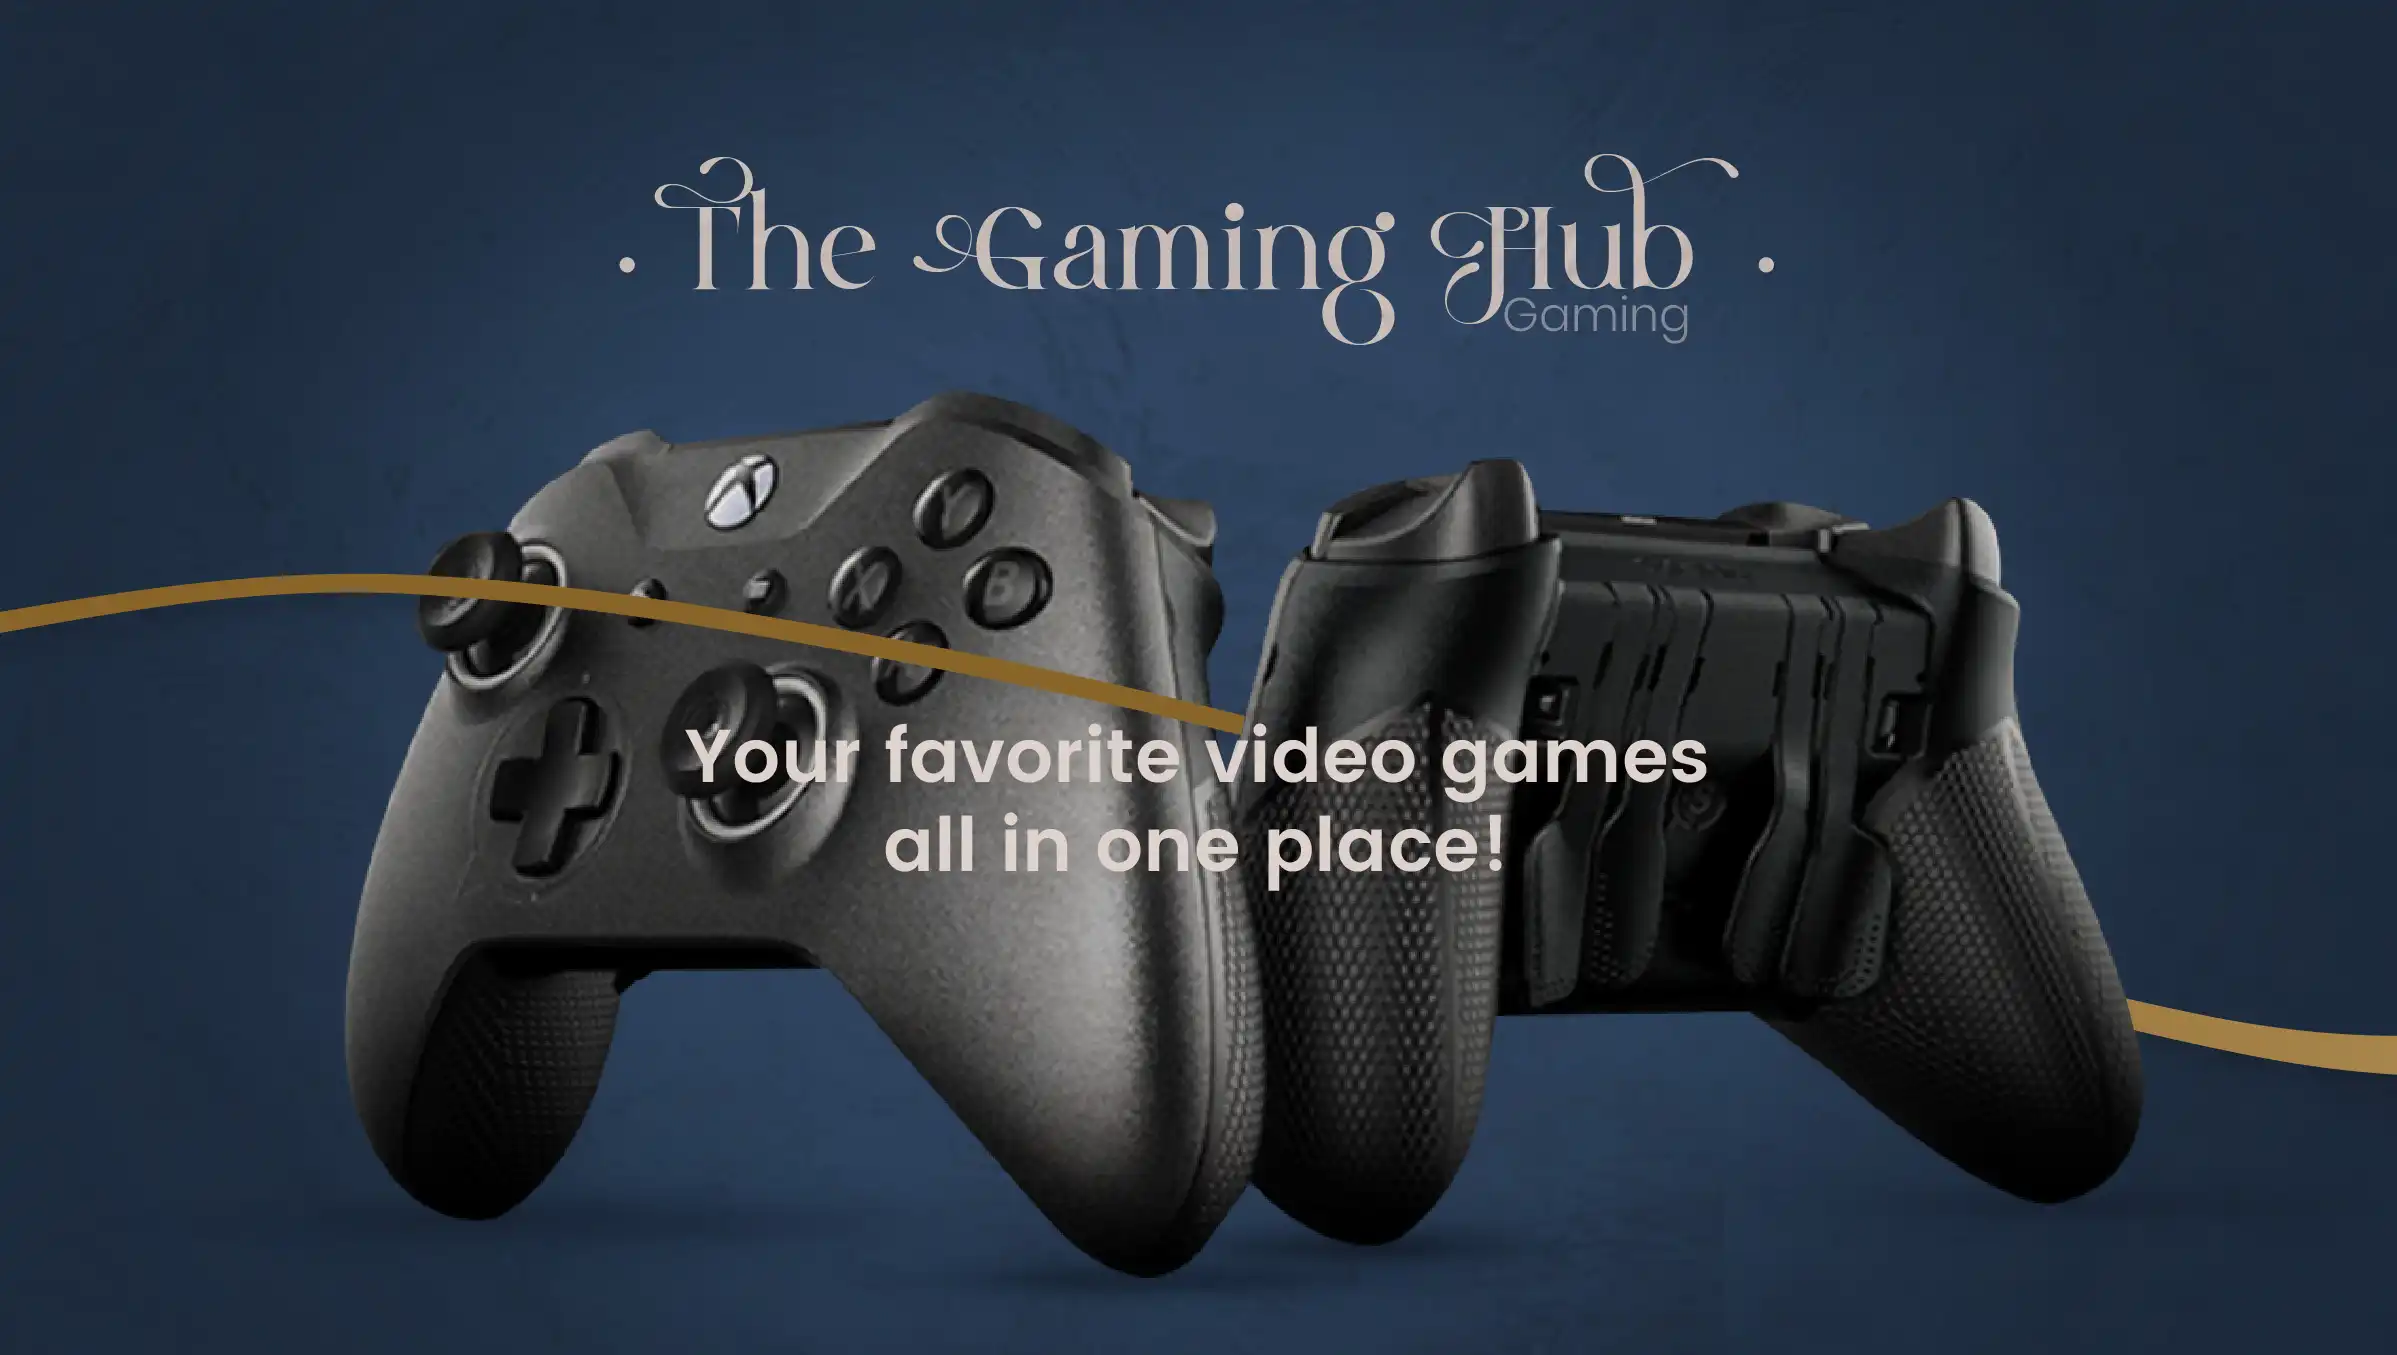 · The Gaming Hub ·
Gaming
Y
X
B
A
Your favorite video games
all in one place!